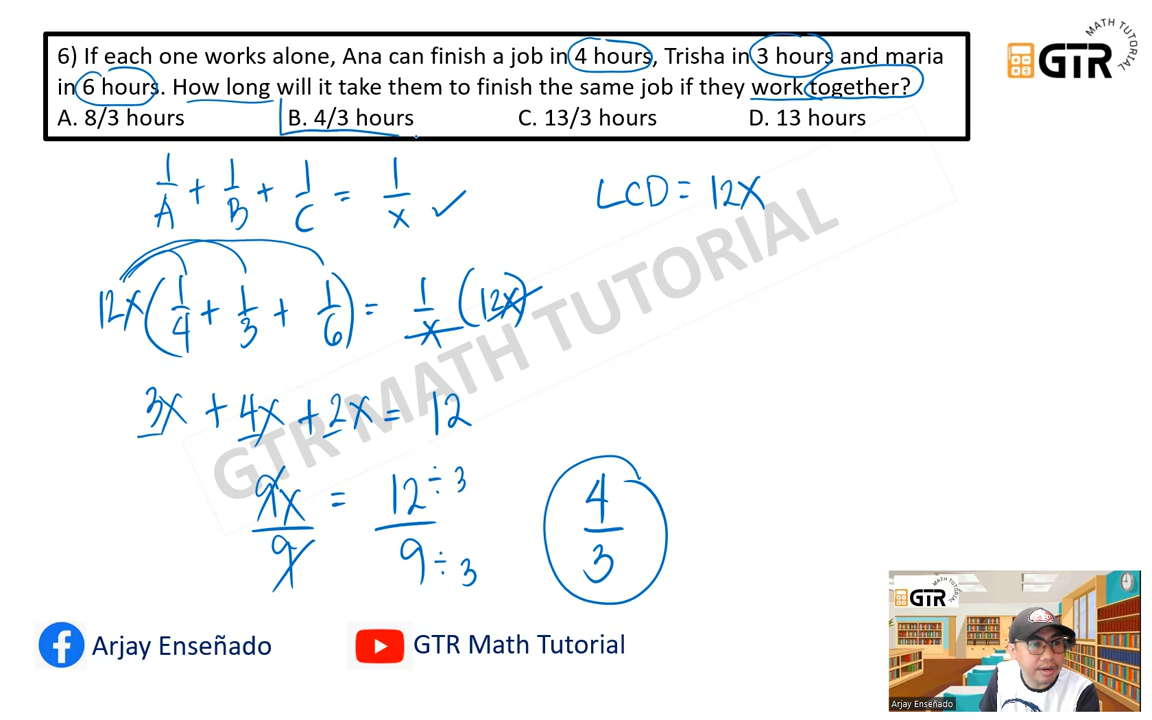 6) If each one works alone, Ana can finish a job in 4 hours, Trisha in 3 hours and maria
in 6 hours. How long will it take them to finish the same job if they work together?
A. 8/3 hours B. 4/3 hours C. 13/3 hours D. 13 hours
MATH TUTORIAL
GTR
1/A + 1/B + 1/C = 1/x ✓
LCD = 12x
12x(1/4 + 1/3 + 1/6) = 1/x (12x)
3x + 4x + 2x = 12
9x/9 = 12÷3/9÷3
4/3
GTR MATH TUTORIAL
Arjay Enseñado
GTR Math Tutorial
MATH TUTORIAL
GTR
Arjay Enseñado